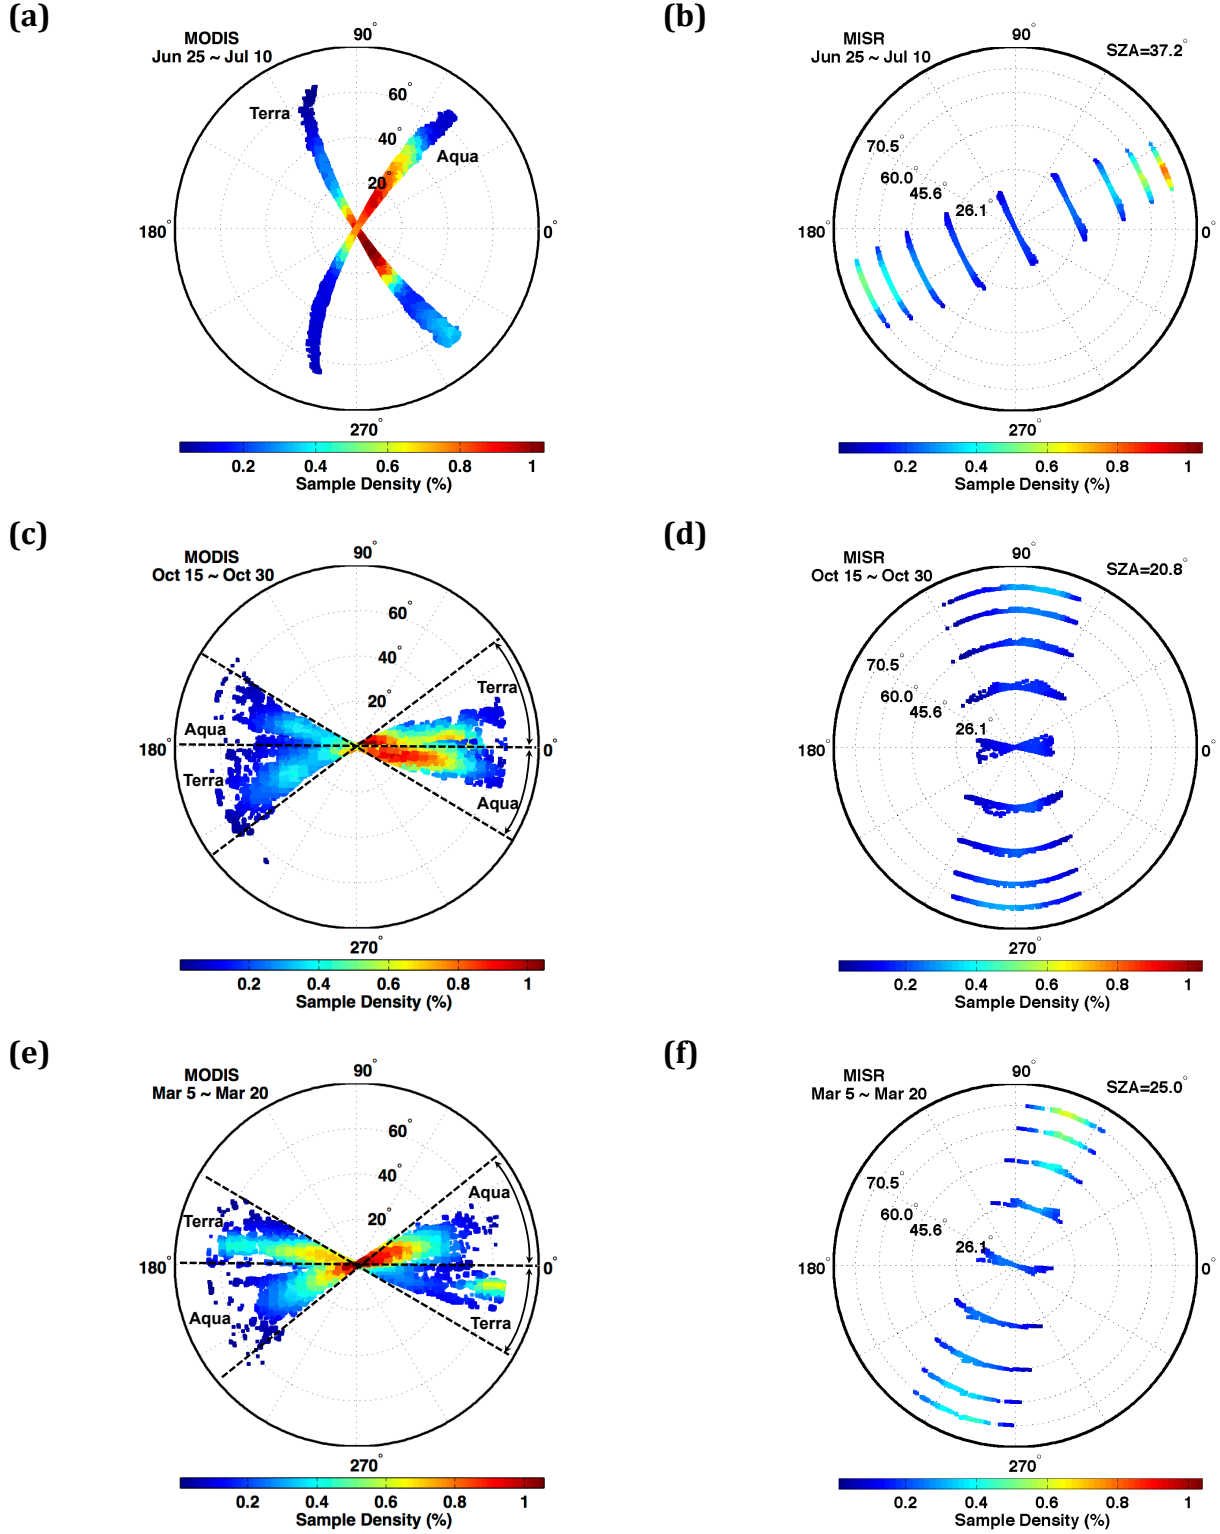 (a)
MODIS
Jun 25 ~ Jul 10
90°
60°
40°
20°
Terra
Aqua
180°
0°
270°
0.2 0.4 0.6 0.8 1
Sample Density (%)
(b)
MISR
Jun 25 ~ Jul 10
90°
SZA=37.2°
70.5°
60.0°
45.6°
26.1°
180°
0°
270°
0.2 0.4 0.6 0.8 1
Sample Density (%)
(c)
MODIS
Oct 15 ~ Oct 30
90°
60°
40°
20°
Terra
Aqua
180°
0°
Terra
Aqua
270°
0.2 0.4 0.6 0.8 1
Sample Density (%)
(d)
MISR
Oct 15 ~ Oct 30
90°
SZA=20.8°
70.5°
60.0°
45.6°
26.1°
180°
0°
270°
0.2 0.4 0.6 0.8 1
Sample Density (%)
(e)
MODIS
Mar 5 ~ Mar 20
90°
60°
40°
20°
Aqua
Terra
180°
0°
Aqua
Terra
270°
0.2 0.4 0.6 0.8 1
Sample Density (%)
(f)
MISR
Mar 5 ~ Mar 20
90°
SZA=25.0°
70.5°
60.0°
45.6°
26.1°
180°
0°
270°
0.2 0.4 0.6 0.8 1
Sample Density (%)